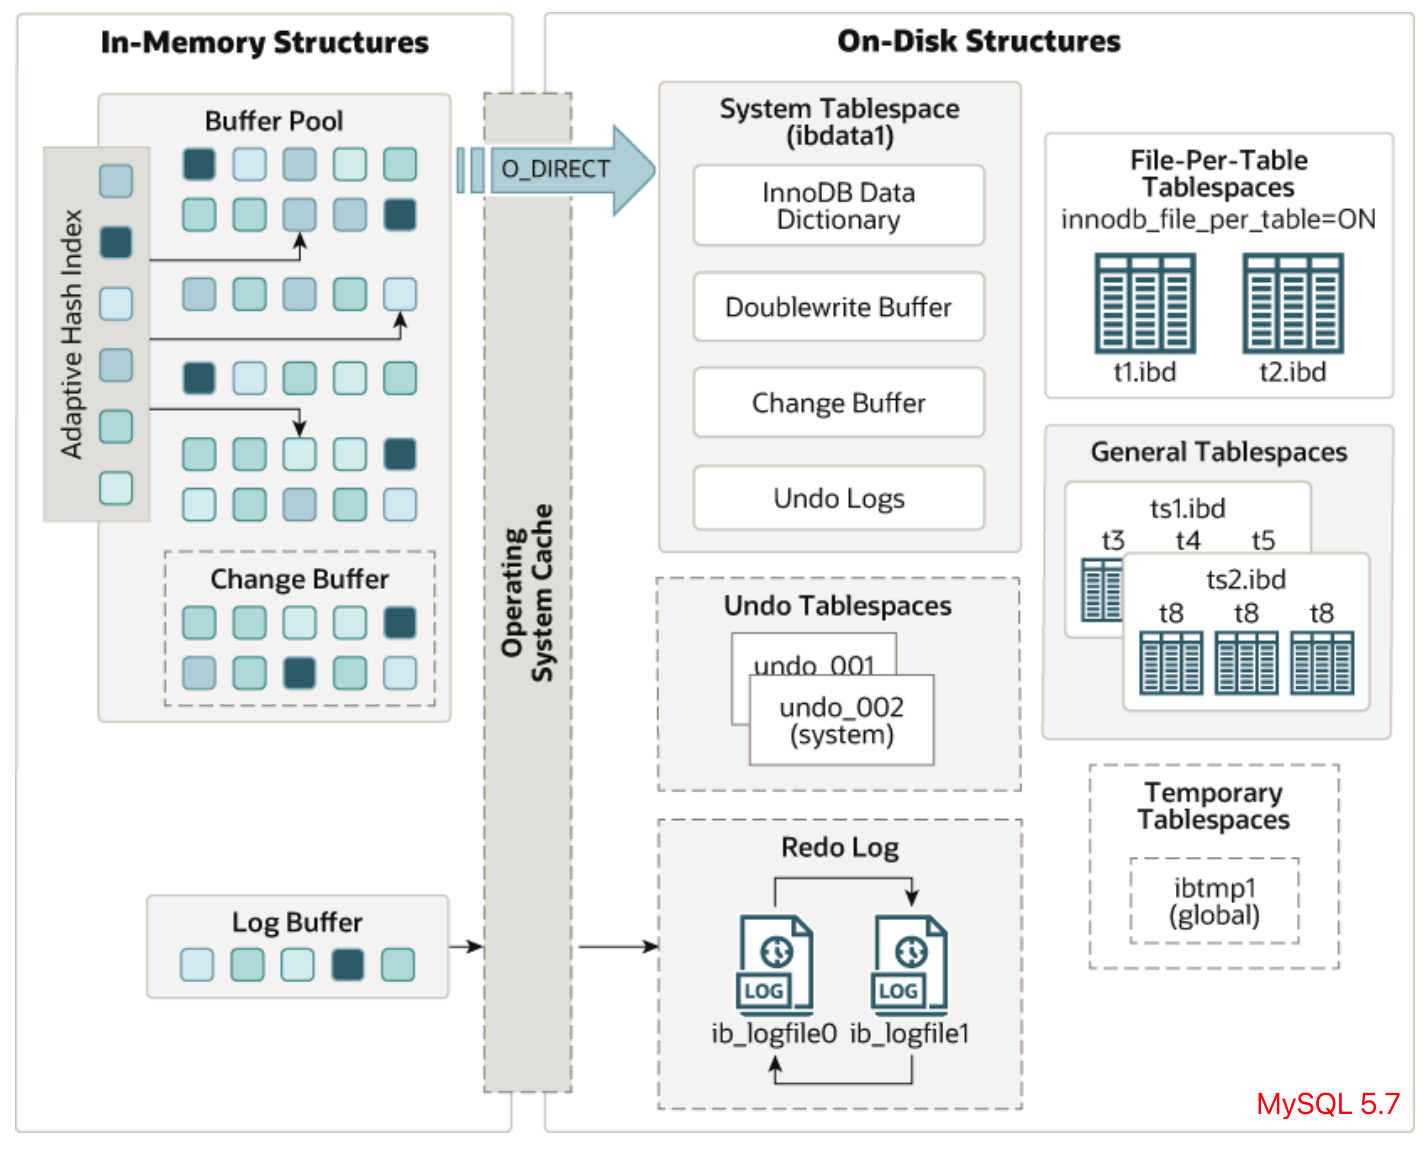 In-Memory Structures
Buffer Pool
Adaptive Hash Index
Change Buffer
Log Buffer
Operating
System Cache
O_DIRECT
On-Disk Structures
System Tablespace
(ibdata1)
InnoDB Data
Dictionary
Doublewrite Buffer
Change Buffer
Undo Logs
Undo Tablespaces
undo_001
undo_002
(system)
Redo Log
LOG
LOG
ib_logfile0
ib_logfile1
File-Per-Table
Tablespaces
innodb_file_per_table=ON
t1.ibd
t2.ibd
General Tablespaces
ts1.ibd
t3
t4
t5
ts2.ibd
t8
t8
t8
Temporary
Tablespaces
ibtmp1
(global)
MySQL 5.7